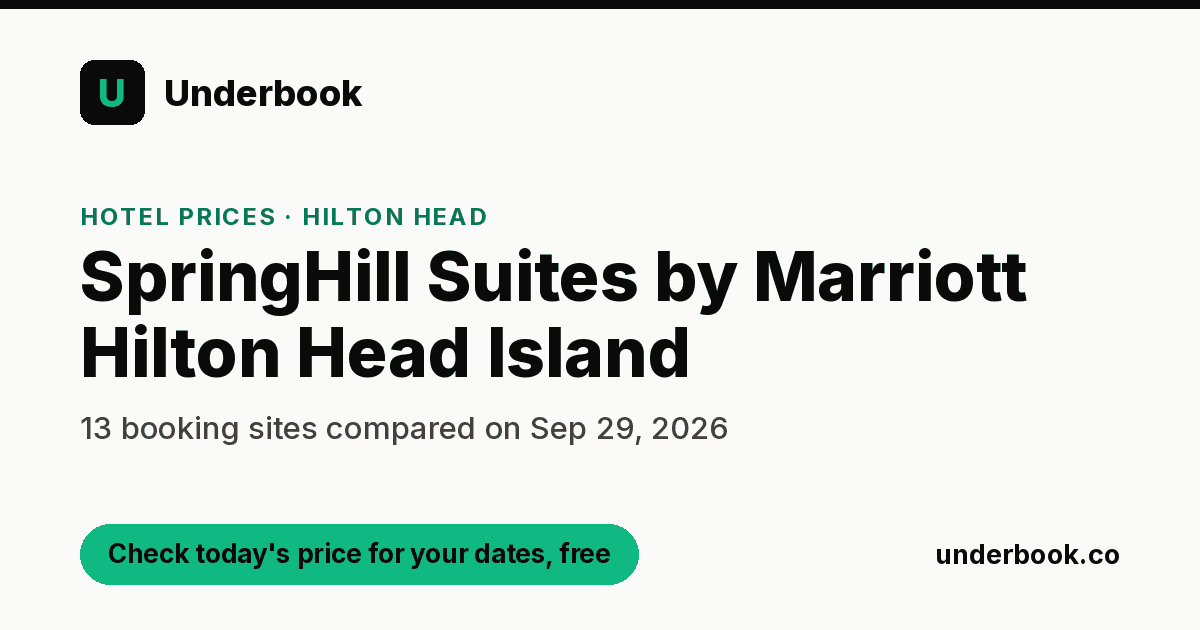 U
Underbook
HOTEL PRICES · HILTON HEAD
SpringHill Suites by Marriott
Hilton Head Island
13 booking sites compared on Sep 29, 2026
Check today's price for your dates, free
underbook.co